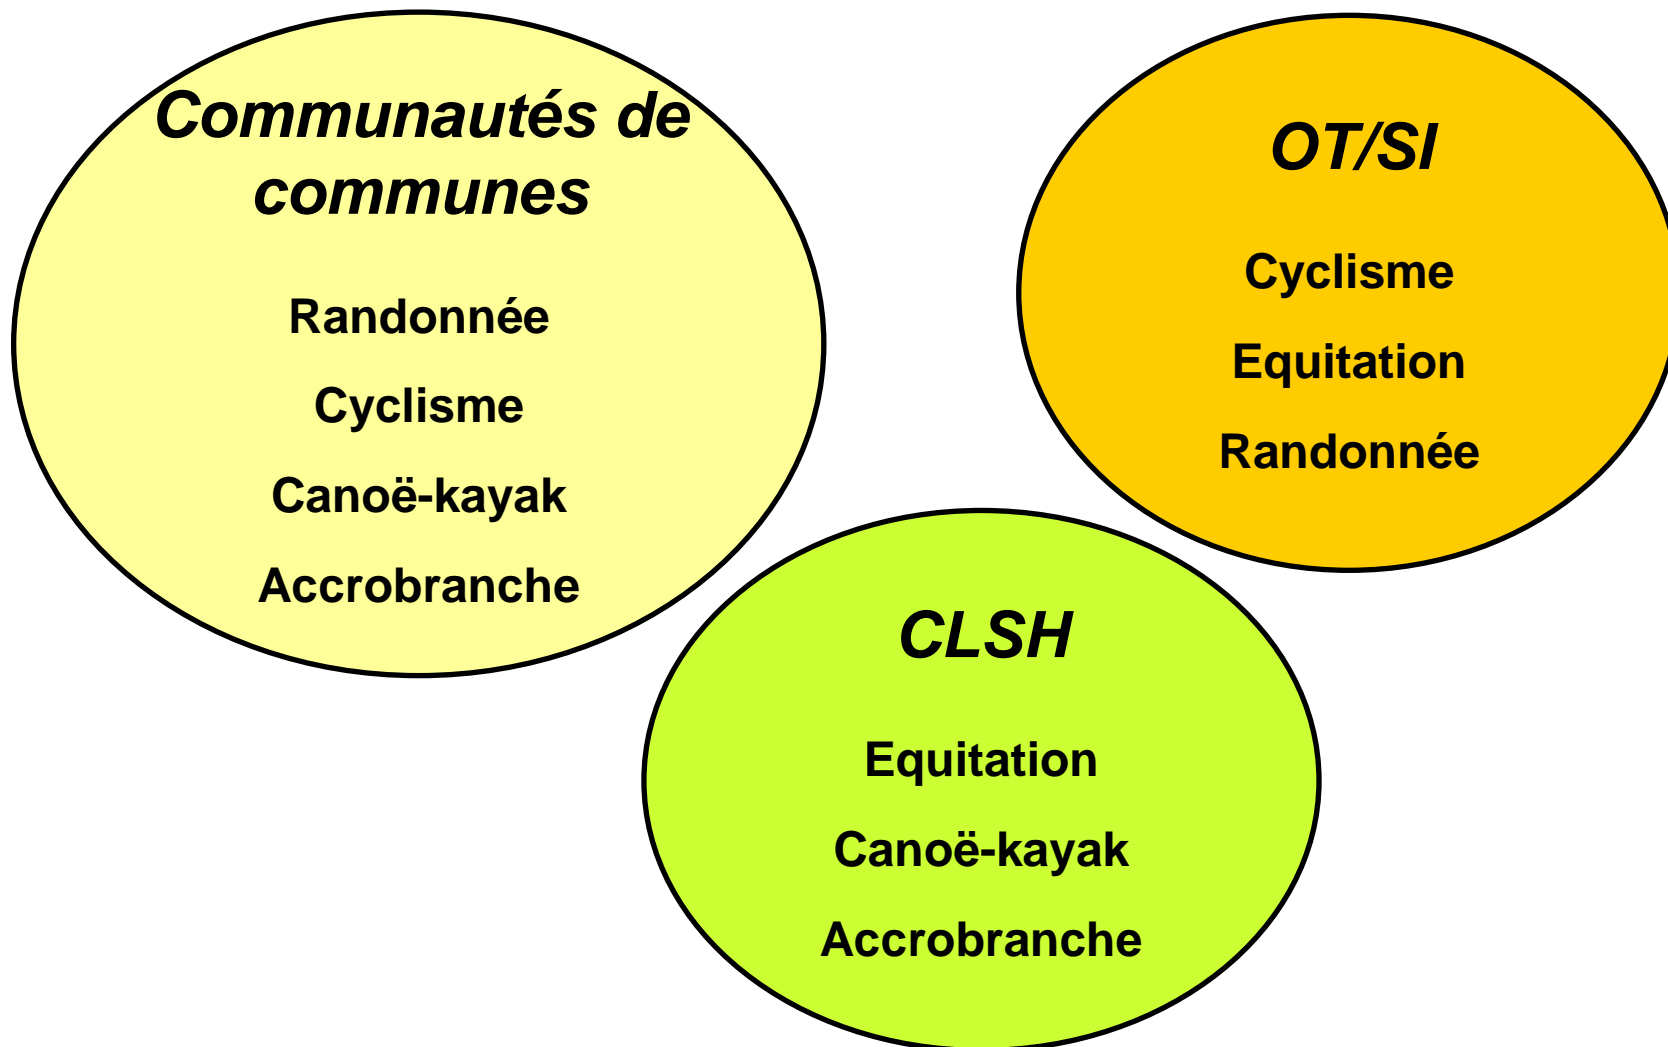 Communautés de
communes
Randonnée
Cyclisme
Canoë-kayak
Accrobranche
OT/SI
Cyclisme
Equitation
Randonnée
CLSH
Equitation
Canoë-kayak
Accrobranche